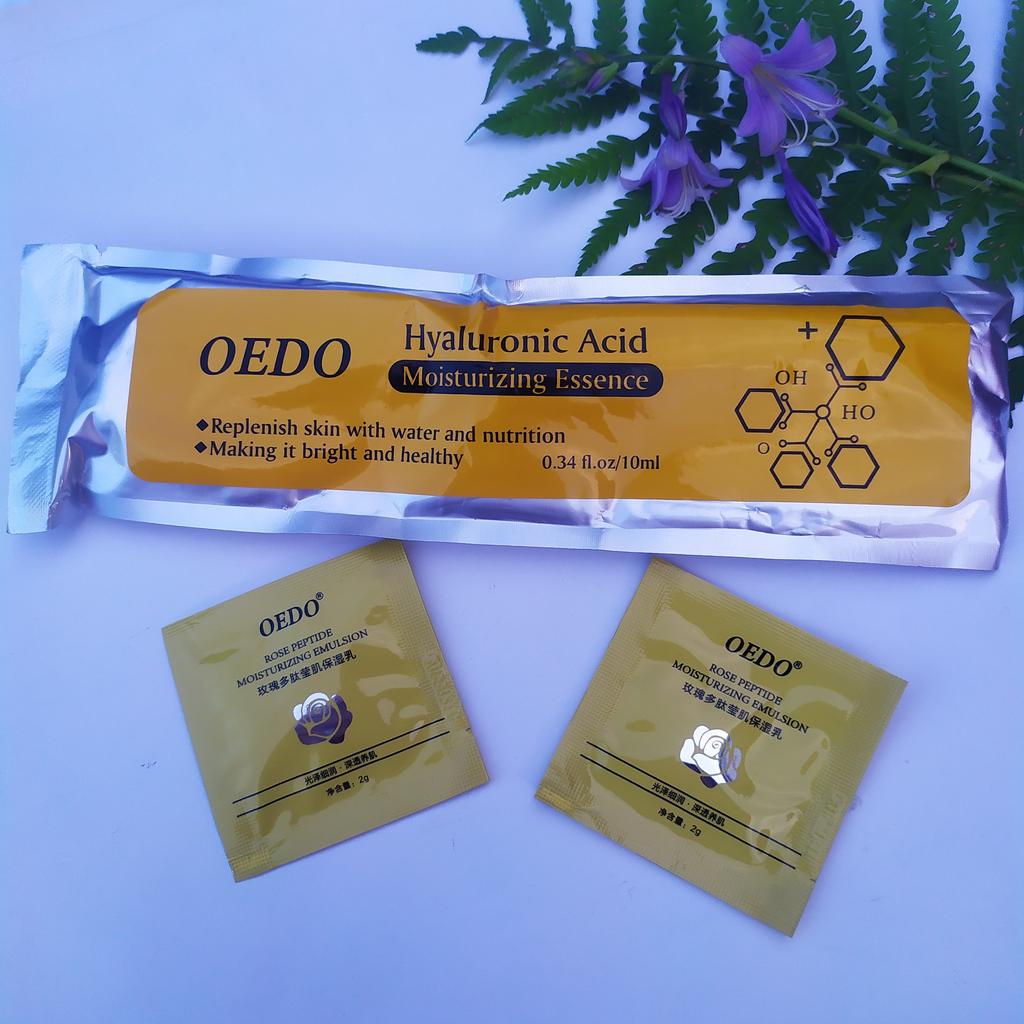 OEDO
Hyaluronic Acid
Moisturizing Essence
◆Replenish skin with water and nutrition
◆Making it bright and healthy
0.34 fl.oz/10ml
+
OH
HO
O
OEDO®
ROSE PEPTIDE
MOISTURIZING EMULSION
玫瑰多肽莹肌保湿乳
光泽细润·深透养肌
净含量：2g
OEDO®
ROSE PEPTIDE
MOISTURIZING EMULSION
玫瑰多肽莹肌保湿乳
光泽细润·深透养肌
净含量：2g